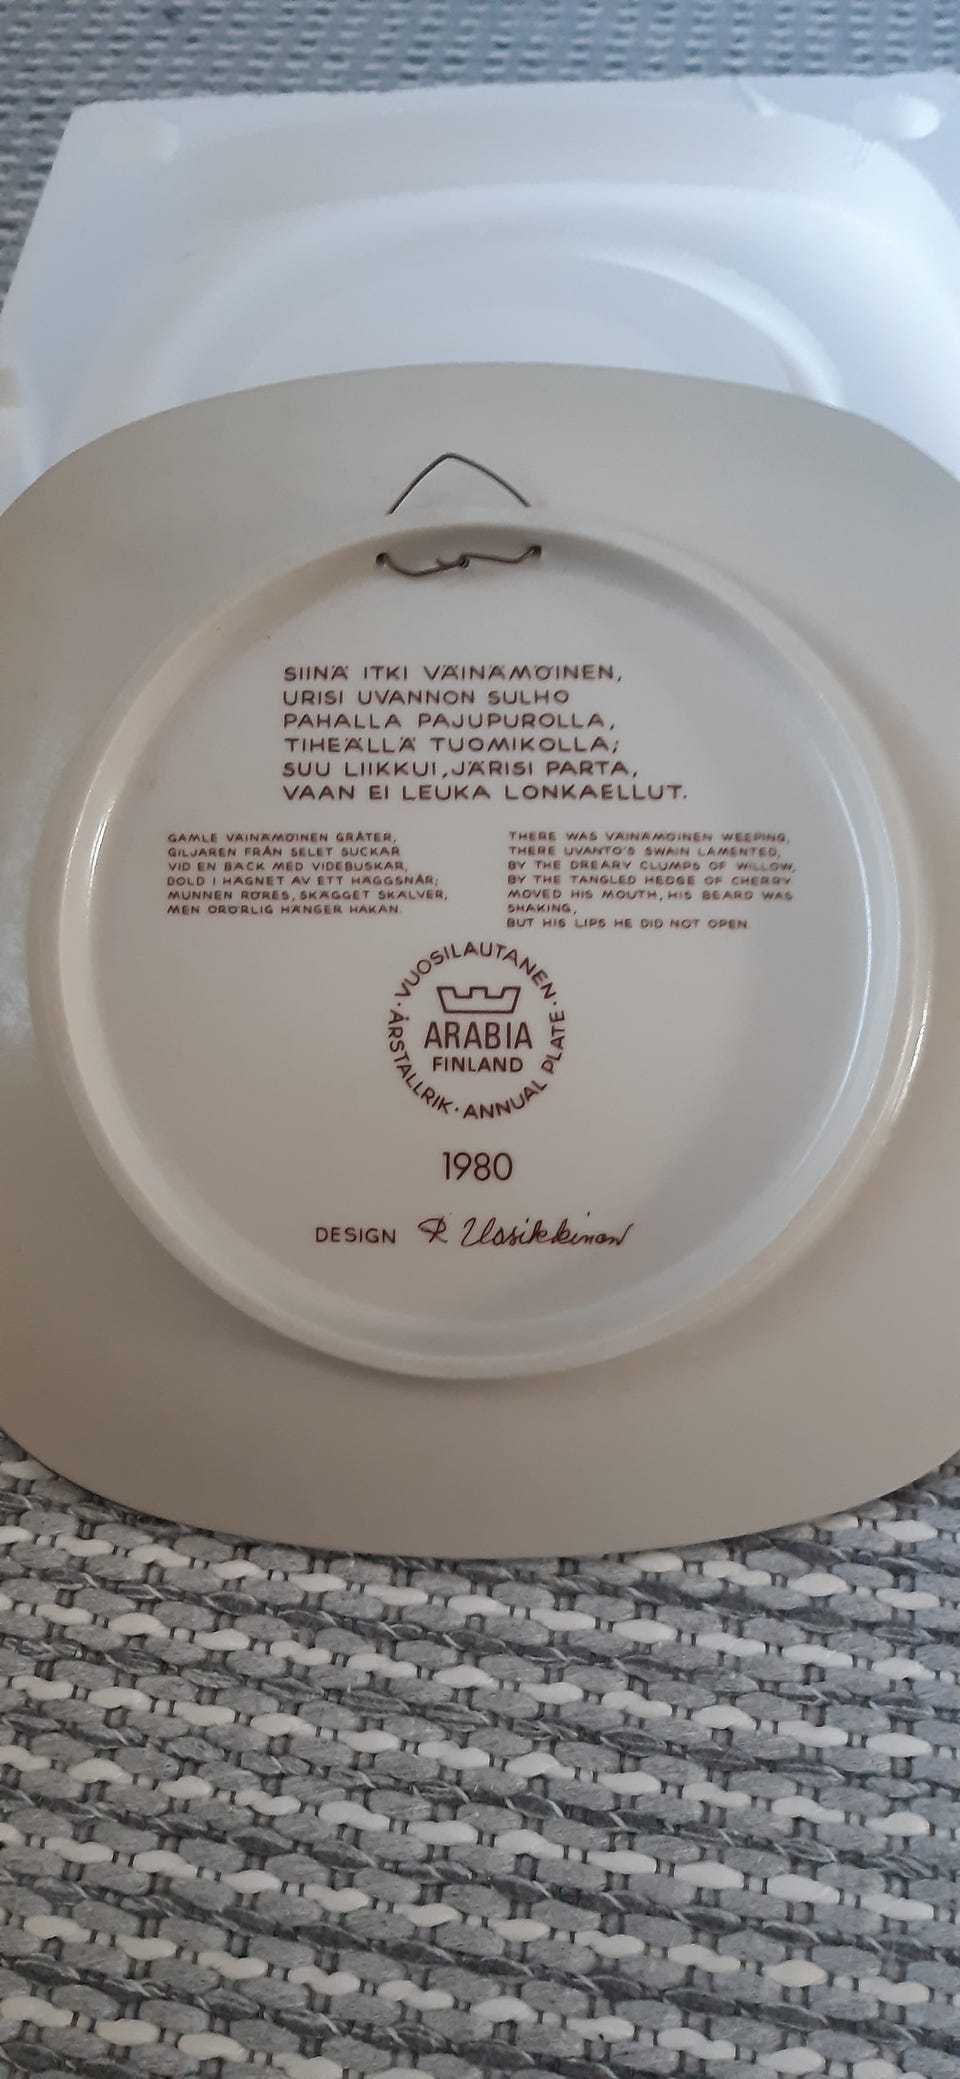 SIINÄ ITKI VÄINÄMÖINEN,
URISI UVANNON SULHO
PAHALLA PAJUPUROLLA,
TIHEÄLLÄ TUOMIKOLLA;
SUU LIIKKUI, JÄRISI PARTA,
VAAN EI LEUKA LONKAELLUT.
GAMLE VÄINÄMÖINEN GRÅTER,
GILJAREN FRÅN SELET SUCKAR
VID EN BÄCK MED VIDEBUSKAR,
DOLD I HÄGNET AV ETT HÄGGSNÅR;
MUNNEN RÖRES, SKÄGGET SKÄLVER,
MEN ORÖRLIG HÄNGER HAKAN.
THERE WAS VÄINÄMÖINEN WEEPING,
THERE UVANTO'S SWAIN LAMENTED,
BY THE DREARY CLUMPS OF WILLOW,
BY THE TANGLED HEDGE OF CHERRY
MOVED HIS MOUTH, HIS BEARD WAS
SHAKING,
BUT HIS LIPS HE DID NOT OPEN.
· VUOSILAUTANEN · ÅRSTALLRIK · ANNUAL PLATE
ARABIA
FINLAND
1980
DESIGN R Uosikkinen